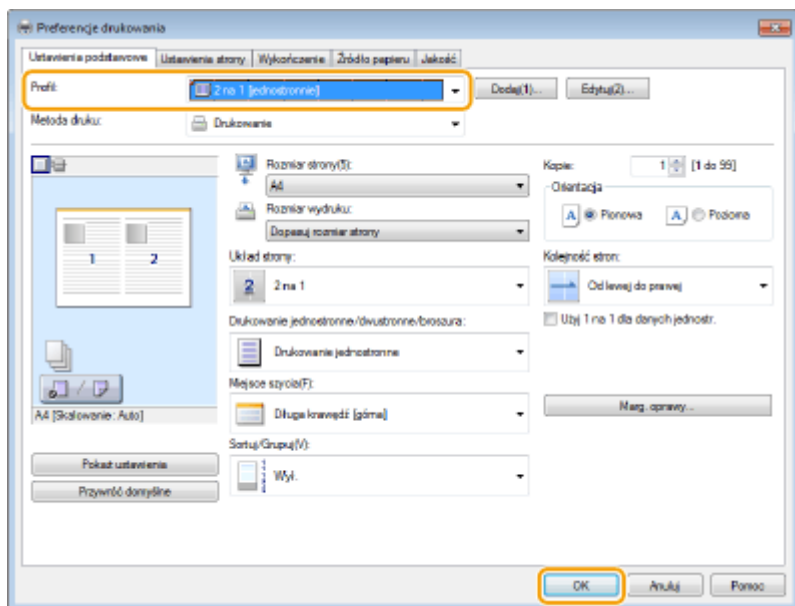 Preferencje drukowania
Ustawienia podstawowe Ustawienia strony Wykończenie Źródło papieru Jakość
Profil: 2 na 1 [jednostronnie] Dodaj(1)... Edytuj(2)...
Metoda druku: Drukowanie
Rozmiar strony(5): Kopie: 1 [1 do 99]
A4 Orientacja
Rozmiar wydruku: A Pionowa A Pozioma
Dopasuj rozmiar strony
1 2 Układ strony: Kolejność stron:
2 2 na 1 Od lewej do prawej
Drukowanie jednostronne/dwustronne/broszura: Użyj 1 na 1 dla danych jednostr.
Drukowanie jednostronne
Miejsce szycia(F):
A4 [Skalowanie: Auto] Długa krawędź [górna] Marg. oprawy...
Sortuj/Grupuj(V):
Pokaż ustawienia Wył.
Przywróć domyślne
OK Anuluj Pomoc